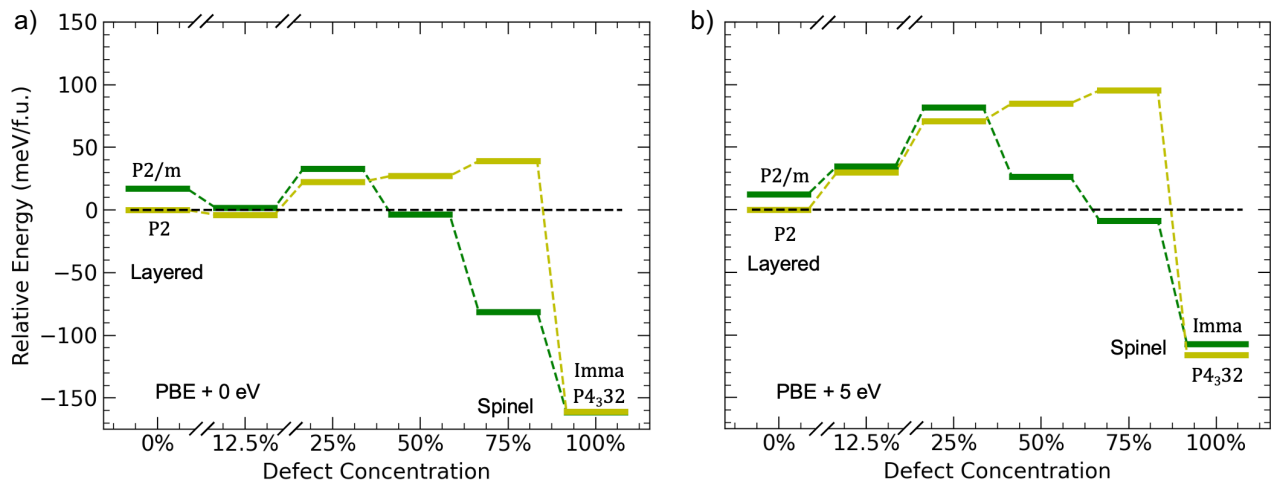 a)
150
100
50
0
−50
−100
−150
Relative Energy (meV/f.u.)
P2/m
P2
Layered
PBE + 0 eV
Spinel
Imma
P4₃32
0%
12.5%
25%
50%
75%
100%
Defect Concentration
b)
P2/m
P2
Layered
PBE + 5 eV
Spinel
Imma
P4₃32
0%
12.5%
25%
50%
75%
100%
Defect Concentration